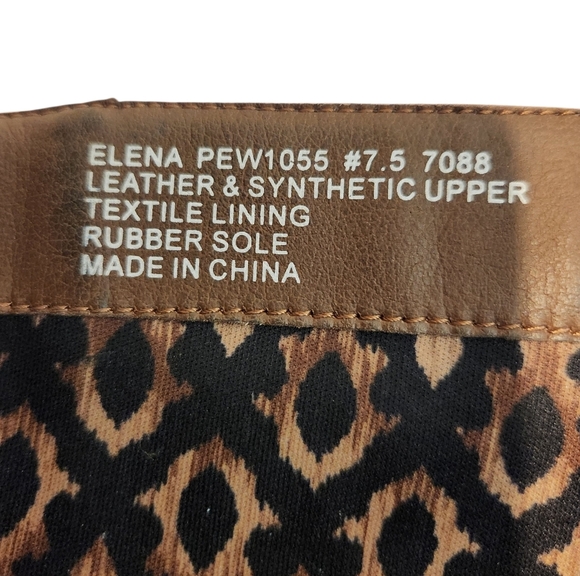 ELENA PEW1055 #7.5 7088
LEATHER & SYNTHETIC UPPER
TEXTILE LINING
RUBBER SOLE
MADE IN CHINA